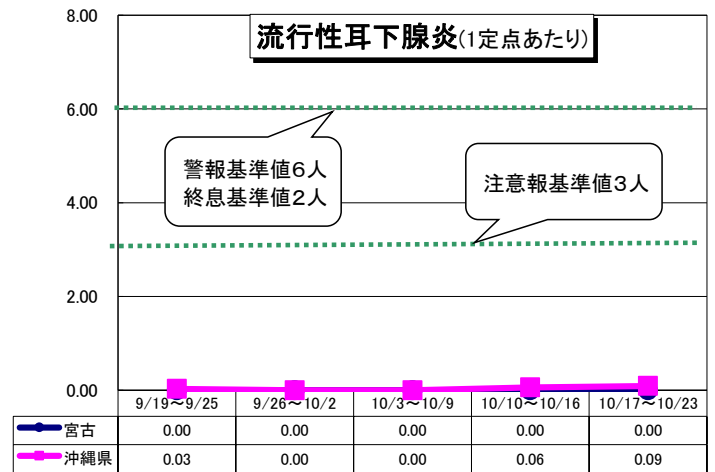 流行性耳下腺炎(1定点あたり)
8.00
6.00
警報基準値6人
終息基準値2人
注意報基準値3人
4.00
2.00
0.00
9/19～9/25 9/26～10/2 10/3～10/9 10/10～10/16 10/17～10/23
宮古 0.00 0.00 0.00 0.00 0.00
沖縄県 0.03 0.00 0.00 0.06 0.09